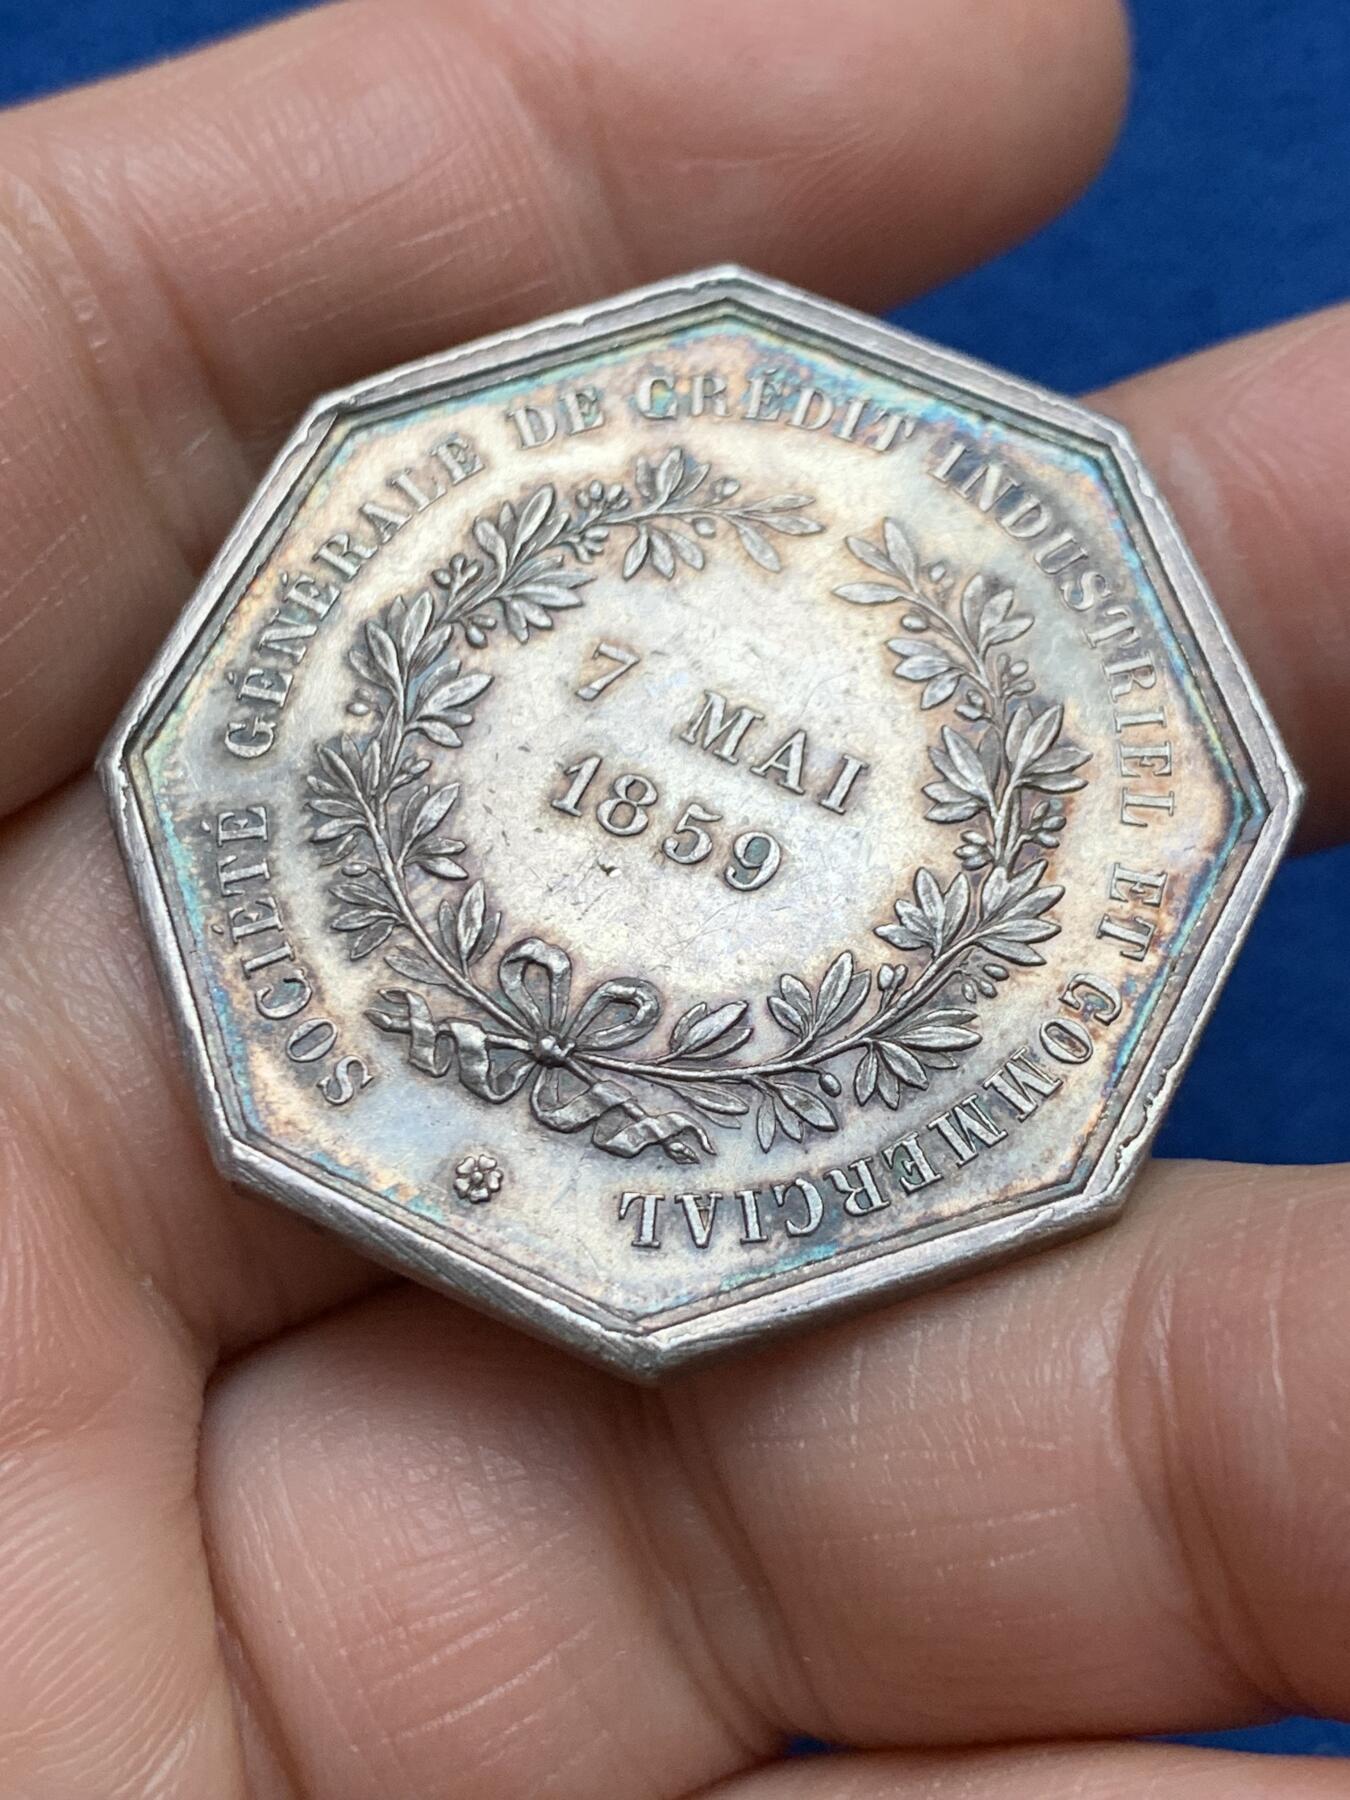 SOCIÉTÉ GÉNÉRALE DE CRÉDIT INDUSTRIEL ET COMMERCIAL
7 MAI
1859